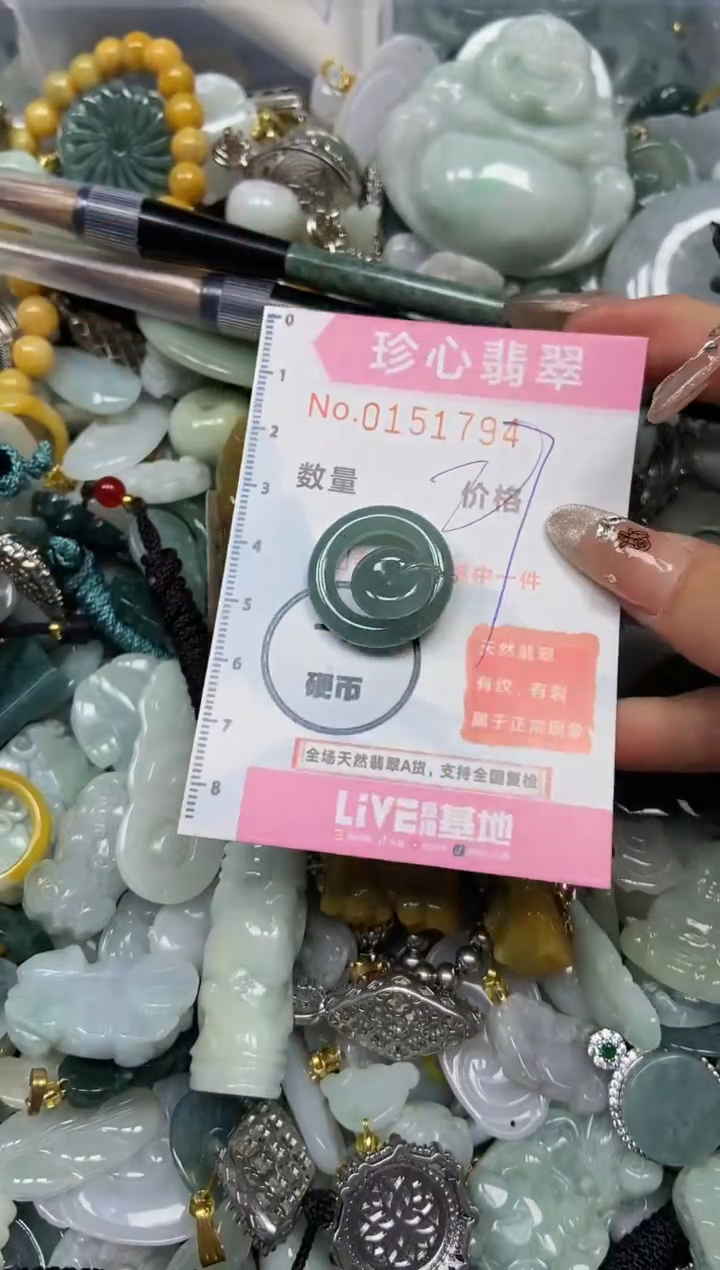 0
珍心翡翠
1
No.0151794
2
数量
价格
3
4
中一件
5
天然翡翠
6
有纹、有裂
硬币
属于正常现象
7
全场天然翡翠A货，支持全国复检
8
LiVE
基地